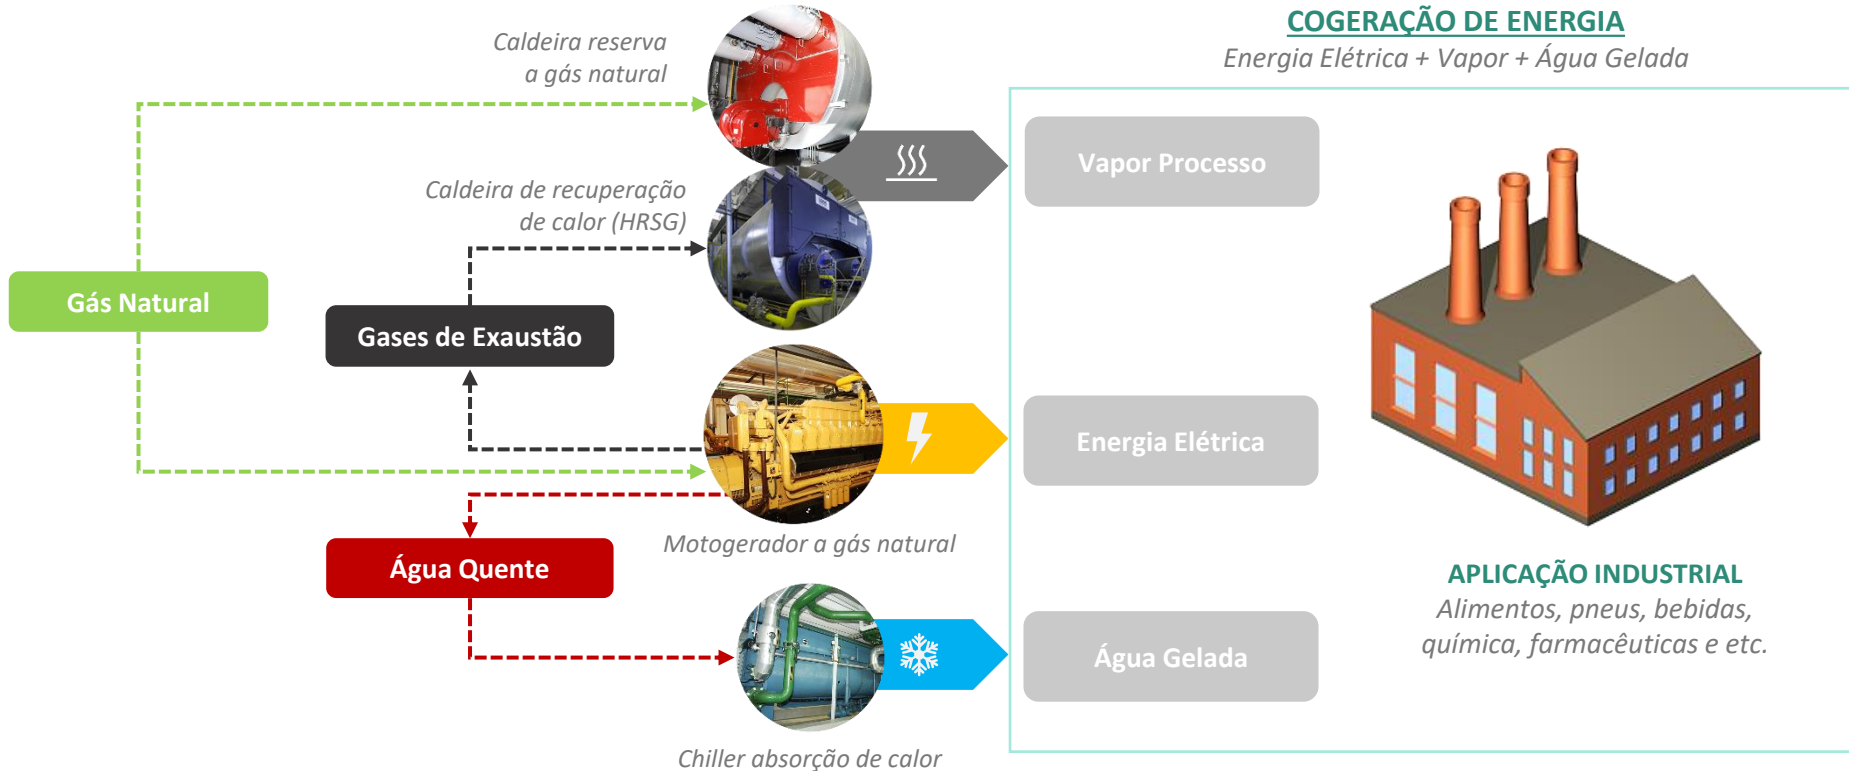 COGERAÇÃO DE ENERGIA
Energia Elétrica + Vapor + Água Gelada
Caldeira reserva
a gás natural
Vapor Processo
Caldeira de recuperação
de calor (HRSG)
Gás Natural
Gases de Exaustão
Energia Elétrica
Motogerador a gás natural
Água Quente
Água Gelada
Chiller absorção de calor
APLICAÇÃO INDUSTRIAL
Alimentos, pneus, bebidas,
química, farmacêuticas e etc.